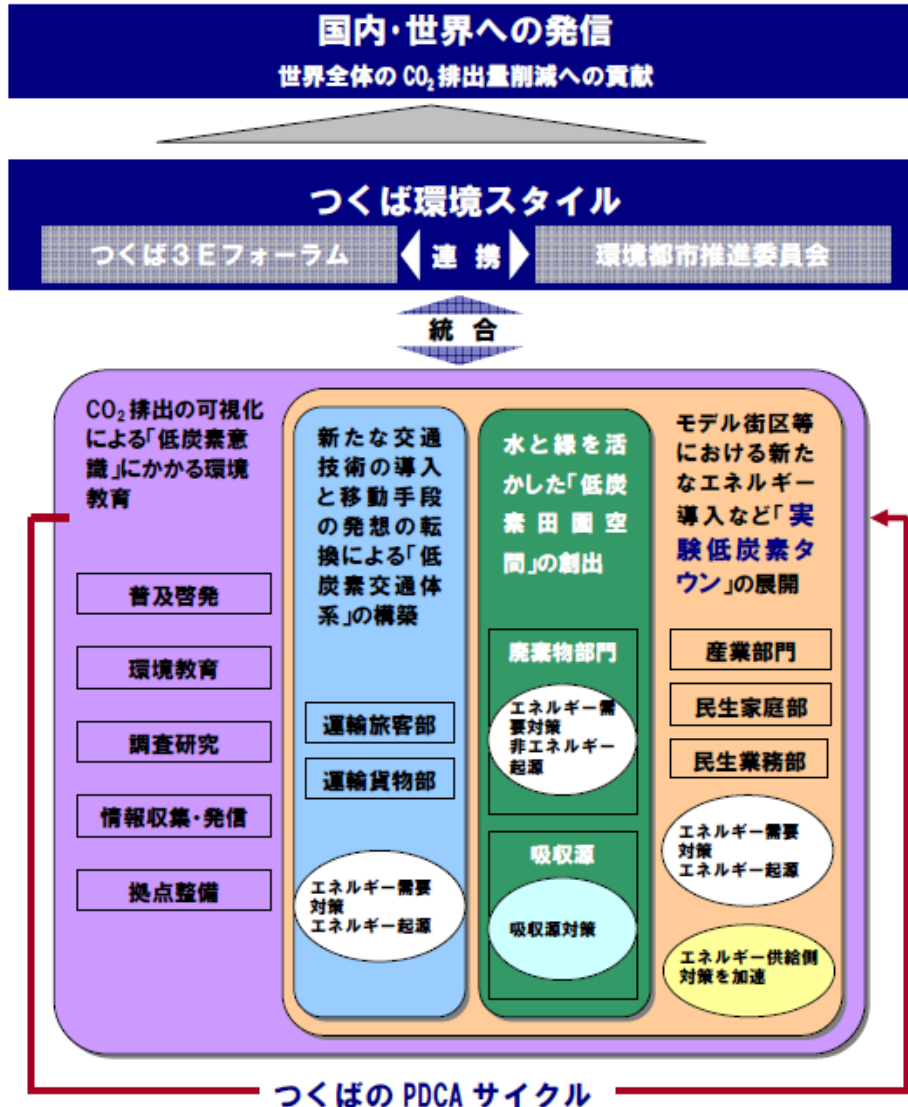 国内・世界への発信
世界全体の CO₂ 排出量削減への貢献
つくば環境スタイル
つくば3Eフォーラム
連 携
環境都市推進委員会
統 合
CO₂ 排出の可視化
による「低炭素意
識」にかかる環境
教育
普及啓発
環境教育
調査研究
情報収集・発信
拠点整備
新たな交通
技術の導入
と移動手段
の発想の転
換による「低
炭素交通体
系」の構築
運輸旅客部
運輸貨物部
エネルギー需要
対策
エネルギー起源
水と緑を活
かした「低炭
素田園空
間」の創出
廃棄物部門
エネルギー需
要対策
非エネルギー
起源
吸収源
吸収源対策
モデル街区等
における新た
なエネルギー
導入など「実
験低炭素タ
ウン」の展開
産業部門
民生家庭部
民生業務部
エネルギー需要
対策
エネルギー起源
エネルギー供給側
対策を加速
つくばの PDCA サイクル